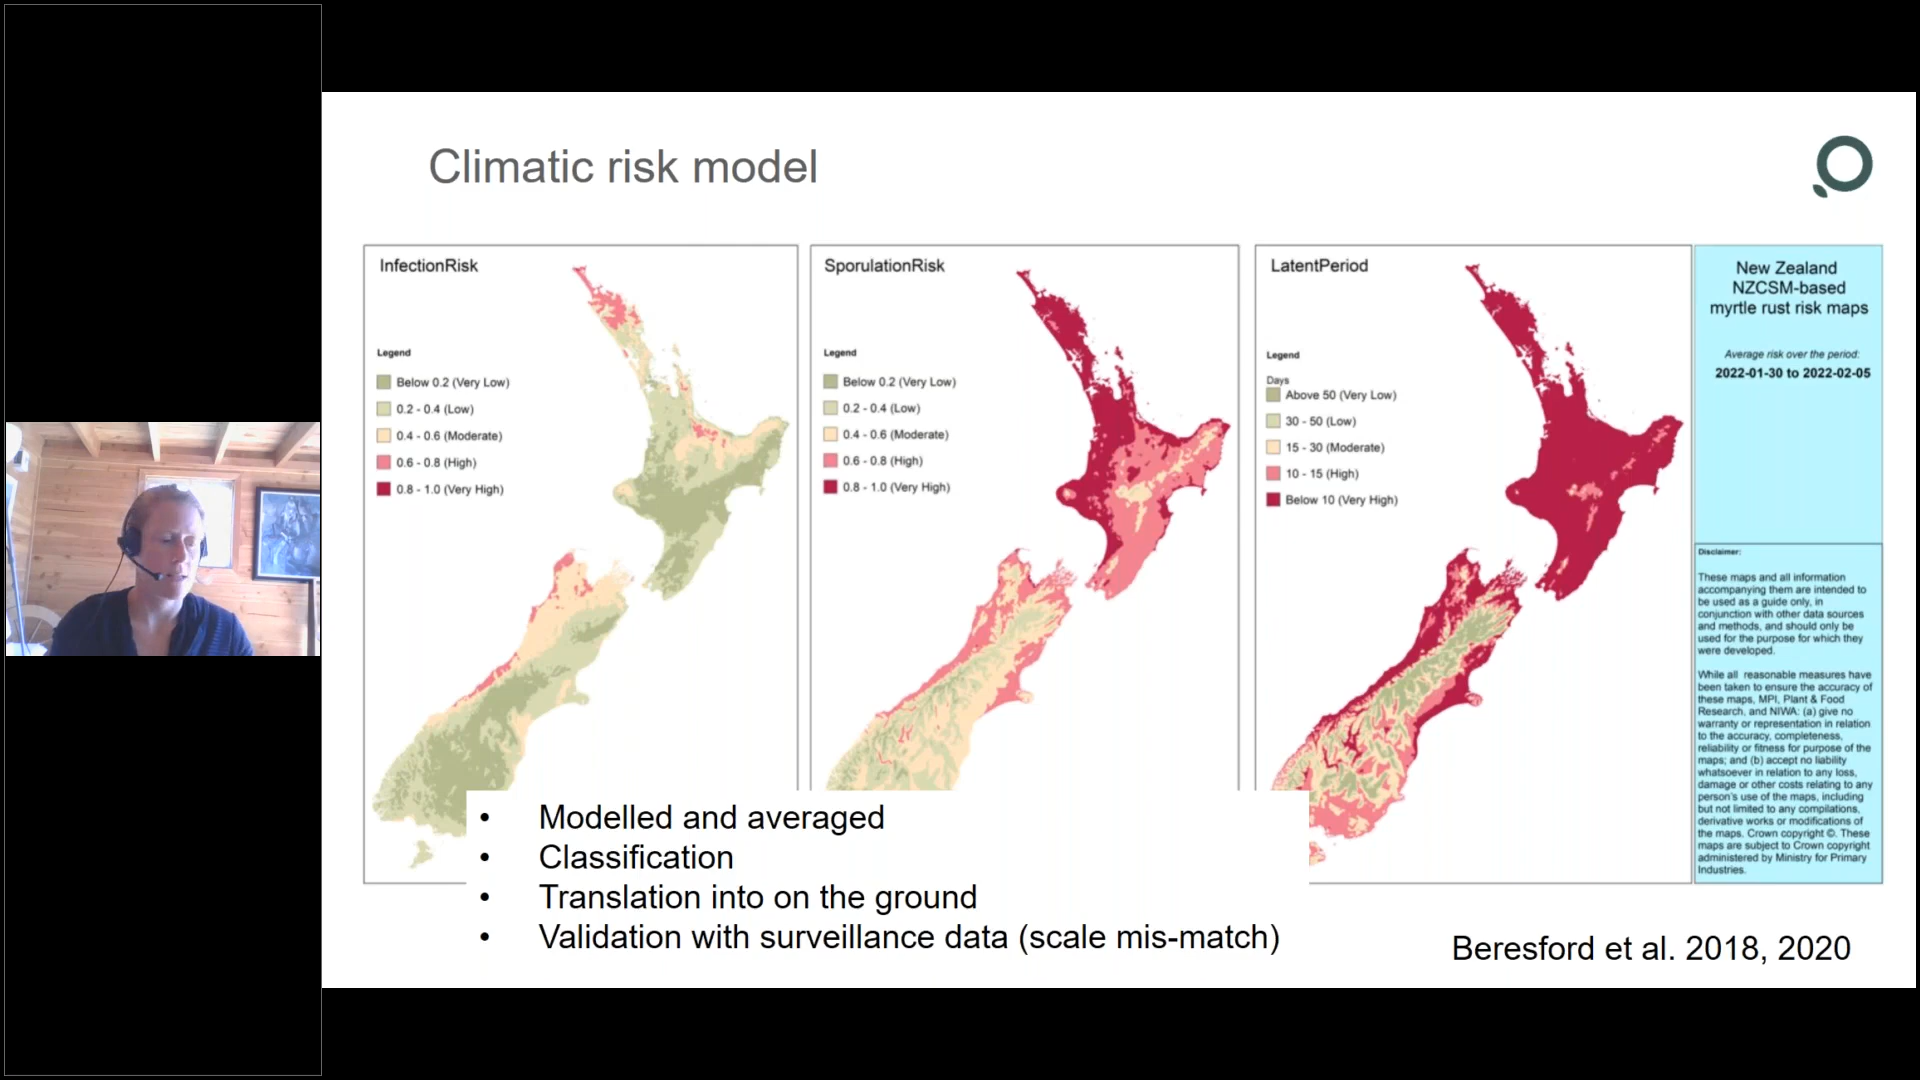 Climatic risk model
InfectionRisk
Legend
Below 0.2 (Very Low)
0.2 - 0.4 (Low)
0.4 - 0.6 (Moderate)
0.6 - 0.8 (High)
0.8 - 1.0 (Very High)
SporulationRisk
Legend
Below 0.2 (Very Low)
0.2 - 0.4 (Low)
0.4 - 0.6 (Moderate)
0.6 - 0.8 (High)
0.8 - 1.0 (Very High)
LatentPeriod
Legend
Days
Above 50 (Very Low)
30 - 50 (Low)
15 - 30 (Moderate)
10 - 15 (High)
Below 10 (Very High)
New Zealand
NZCSM-based
myrtle rust risk maps
Average risk over the period:
2022-01-30 to 2022-02-05
Disclaimer:
These maps and all information
accompanying them are intended to
be used as a guide only, in
conjunction with other data sources
and methods, and should only be
used for the purpose for which they
were developed.
While all reasonable measures have
been taken to ensure the accuracy of
these maps, MPI, Plant & Food
Research, and NIWA: (a) give no
warranty or representation in relation
to the accuracy, completeness,
reliability or fitness for purpose of the
maps; and (b) accept no liability
whatsoever in relation to any loss,
damage or other costs relating to any
person's use of the maps, including
but not limited to any compilations,
derivative works or modifications of
the maps. Crown copyright ©. These
maps are subject to Crown copyright
administered by Ministry for Primary
Industries.
• Modelled and averaged
• Classification
• Translation into on the ground
• Validation with surveillance data (scale mis-match)
Beresford et al. 2018, 2020